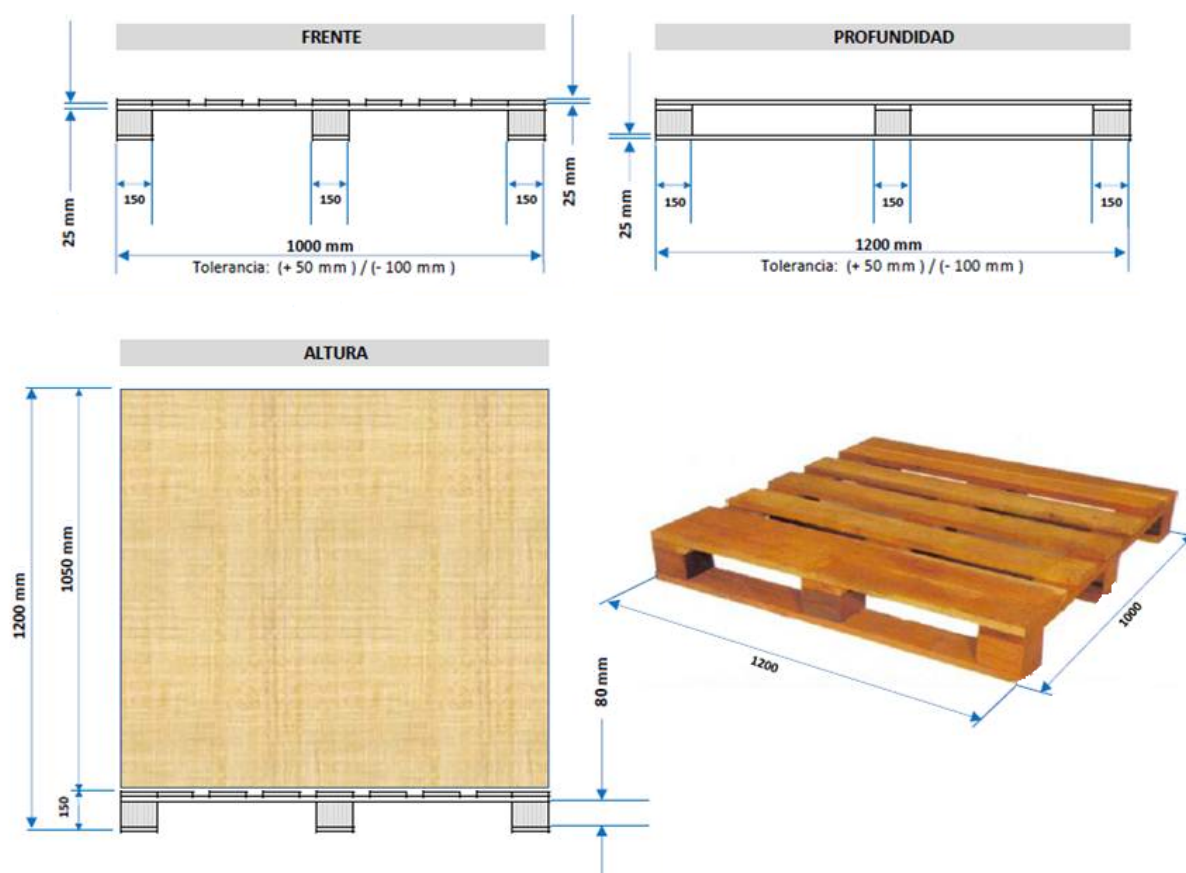 FRENTE
PROFUNDIDAD
25 mm
150
150
150
25 mm
1000 mm
Tolerancia: (+ 50 mm ) / (- 100 mm )
25 mm
150
150
150
1200 mm
Tolerancia: (+ 50 mm ) / (- 100 mm )
ALTURA
1200 mm
1050 mm
150
80 mm
1200
1000